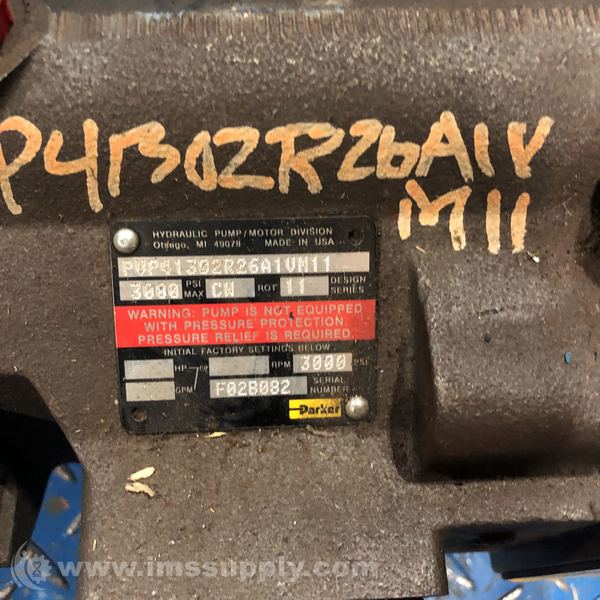 P41302R26A1V
M11
HYDRAULIC PUMP/MOTOR DIVISION
Otsego, MI 49078 MADE IN USA
PVP41302R26A1VM11
3000 PSI MAX CW ROT 11 DESIGN SERIES
WARNING: PUMP IS NOT EQUIPPED
WITH PRESSURE PROTECTION.
PRESSURE RELIEF IS REQUIRED.
INITIAL FACTORY SETTINGS BELOW:
HP RPM 3000 PSI
GPM F02B082 SERIAL NUMBER
Parker
www.imssupply.com